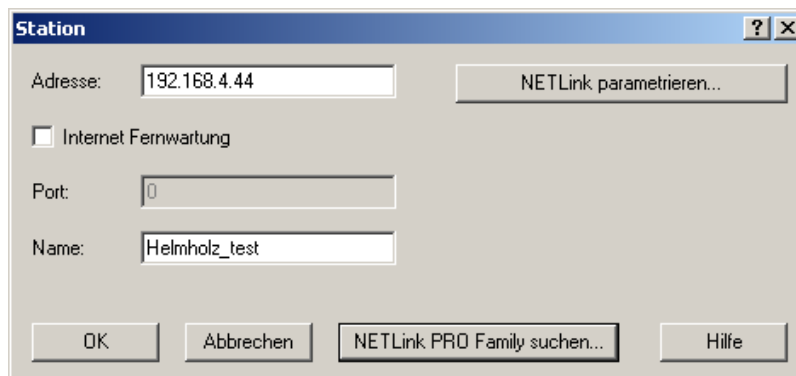 Station
Adresse: 192.168.4.44 NETLink parametrieren...
Internet Fernwartung
Port: 0
Name: Helmholz_test
OK Abbrechen NETLink PRO Family suchen... Hilfe